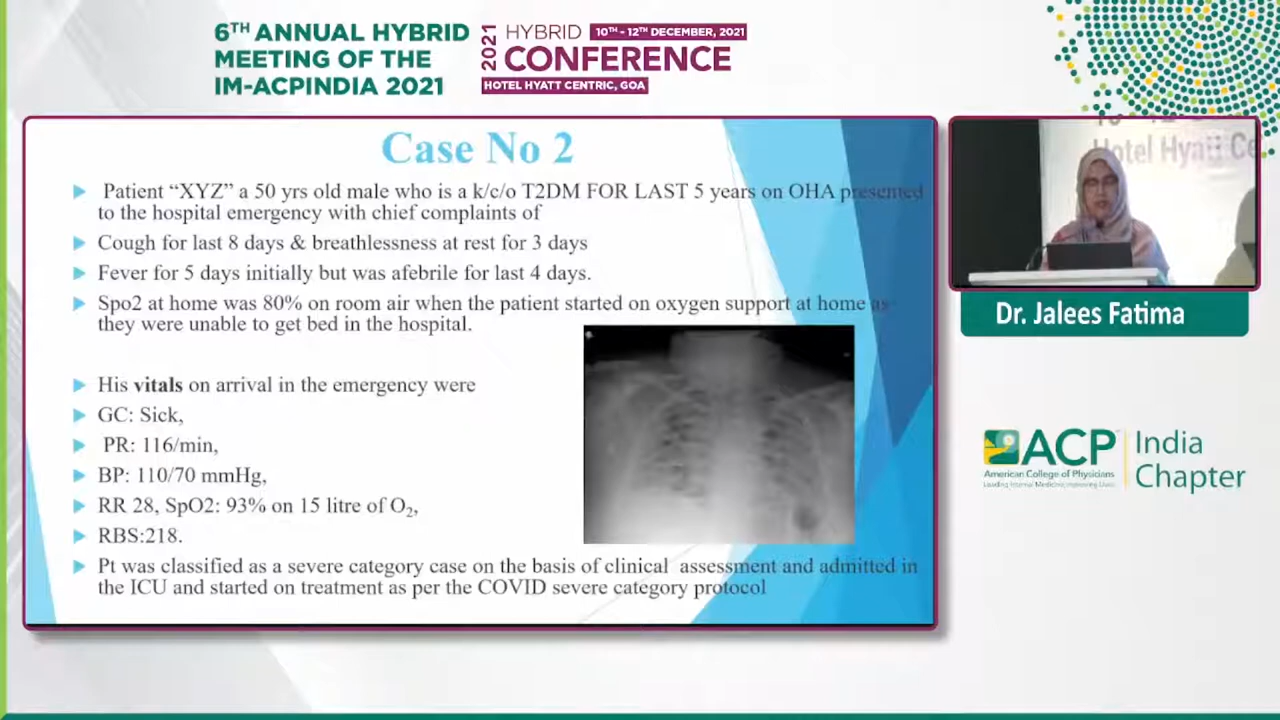 6TH ANNUAL HYBRID
MEETING OF THE
IM-ACPINDIA 2021
2021
HYBRID 10TH - 12TH DECEMBER, 2021
CONFERENCE
HOTEL HYATT CENTRIC, GOA
Case No 2
Patient “XYZ” a 50 yrs old male who is a k/c/o T2DM FOR LAST 5 years on OHA presented
to the hospital emergency with chief complaints of
Cough for last 8 days & breathlessness at rest for 3 days
Fever for 5 days initially but was afebrile for last 4 days.
Spo2 at home was 80% on room air when the patient started on oxygen support at home as
they were unable to get bed in the hospital.
His vitals on arrival in the emergency were
GC: Sick,
PR: 116/min,
BP: 110/70 mmHg,
RR 28, SpO2: 93% on 15 litre of O2,
RBS:218.
Pt was classified as a severe category case on the basis of clinical assessment and admitted in
the ICU and started on treatment as per the COVID severe category protocol
Hotel Hyatt Ce
Dr. Jalees Fatima
ACP
American College of Physicians
Leading Internal Medicine, Improving Lives
India
Chapter